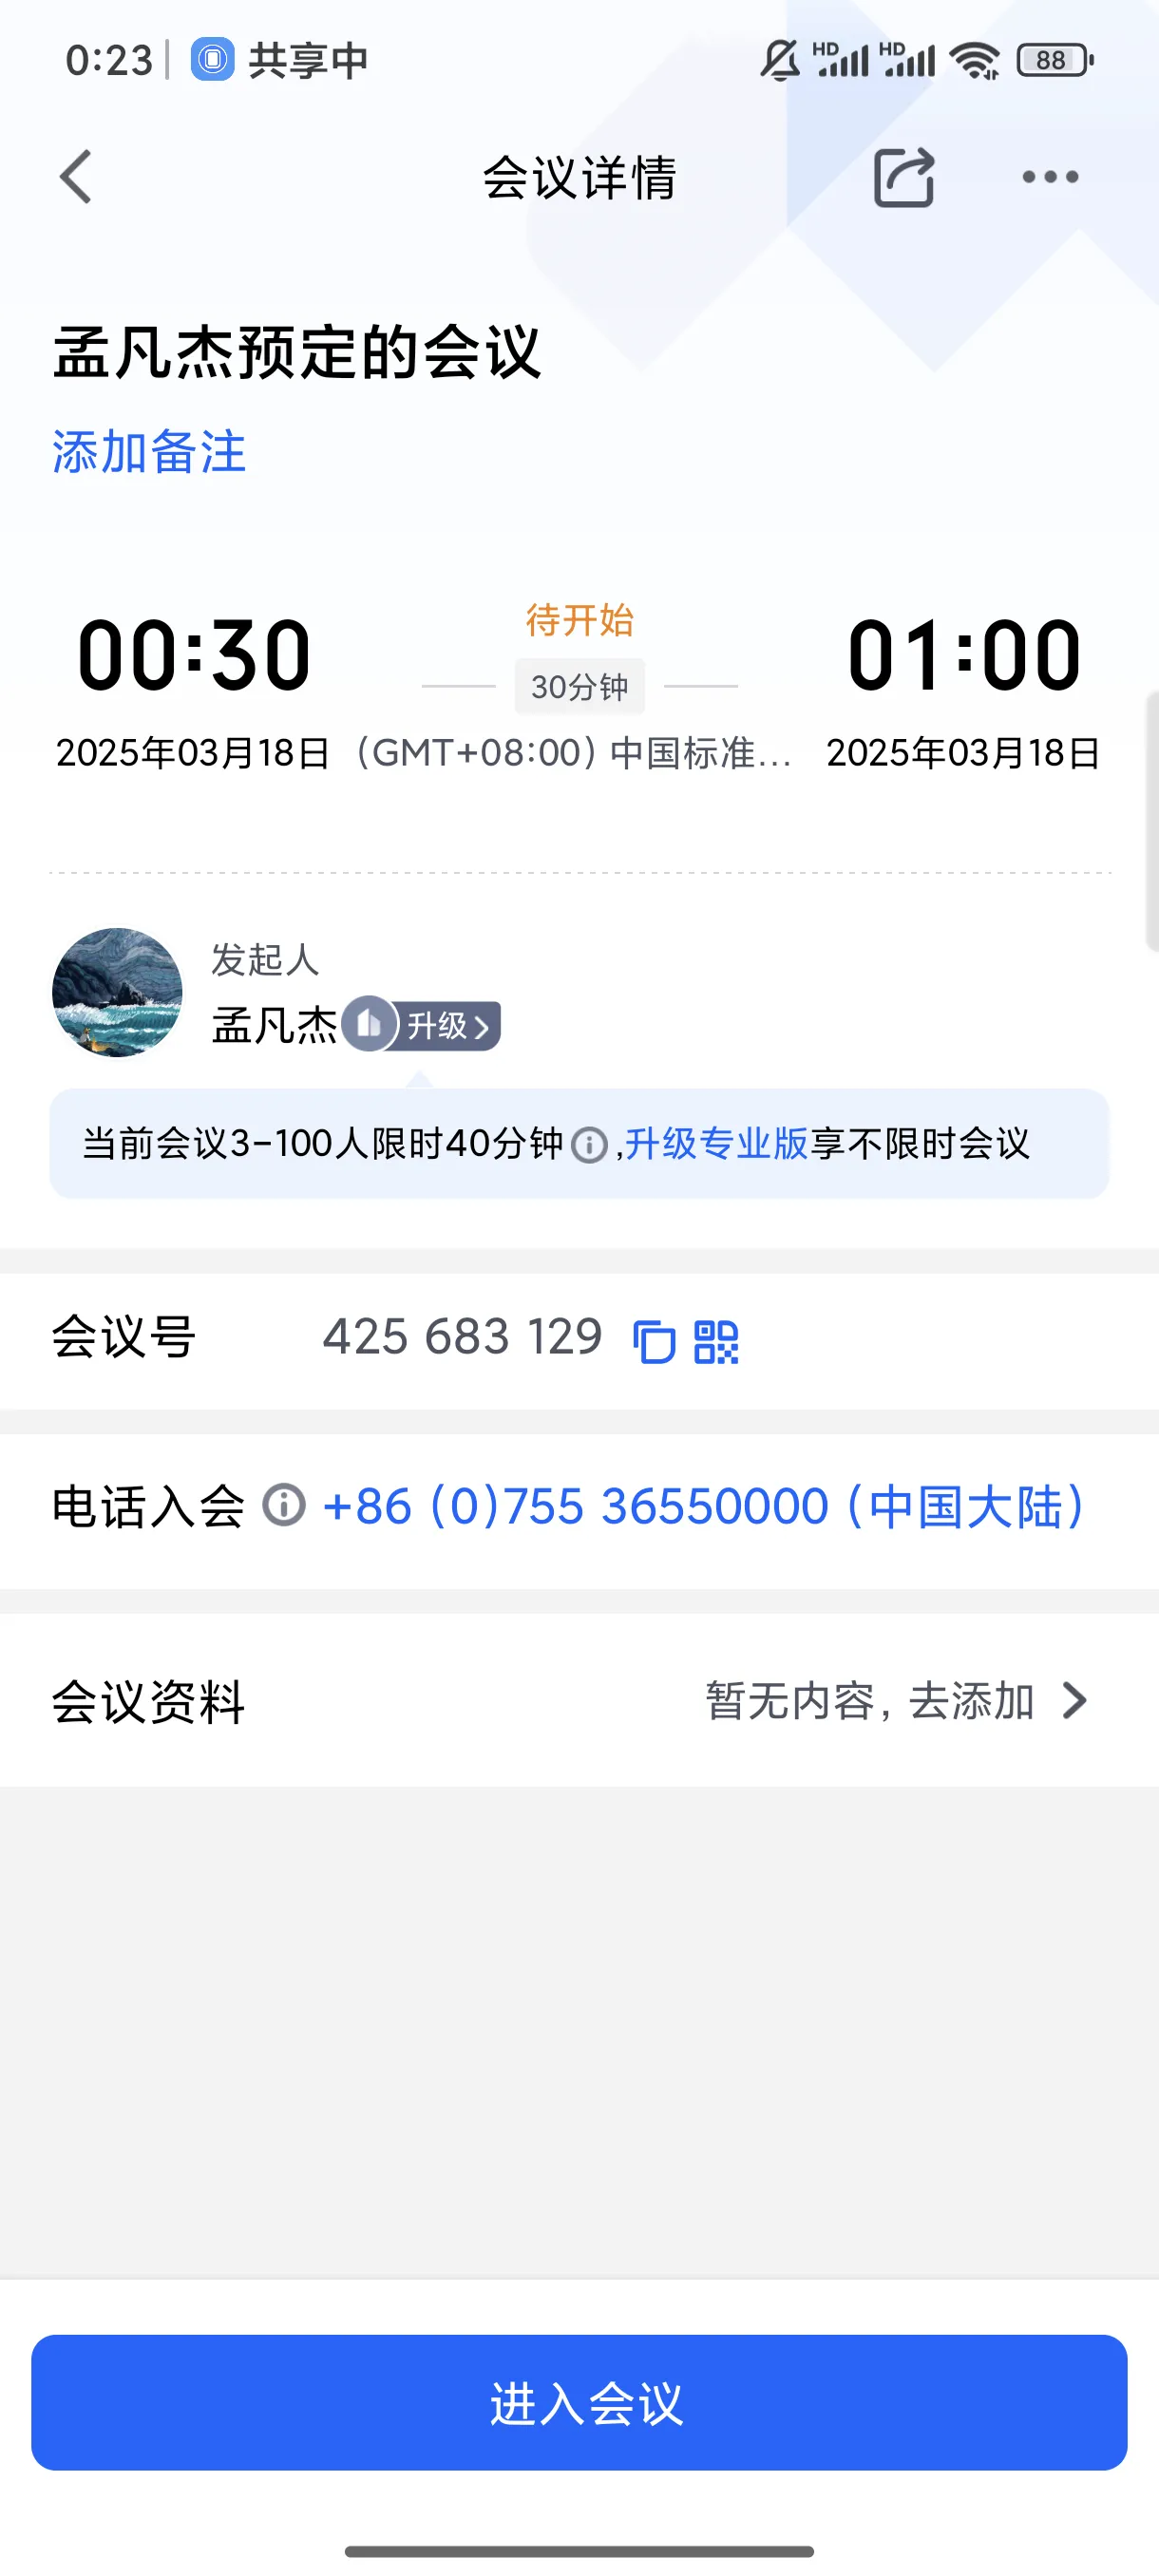 0:23 共享中 HD HD 88
会议详情
孟凡杰预定的会议
添加备注
00:30 待开始 01:00
30分钟
2025年03月18日 (GMT+08:00) 中国标准... 2025年03月18日
发起人
孟凡杰 升级
当前会议3-100人限时40分钟 ,升级专业版享不限时会议
会议号 425 683 129
电话入会 +86 (0)755 36550000 (中国大陆)
会议资料 暂无内容, 去添加
进入会议